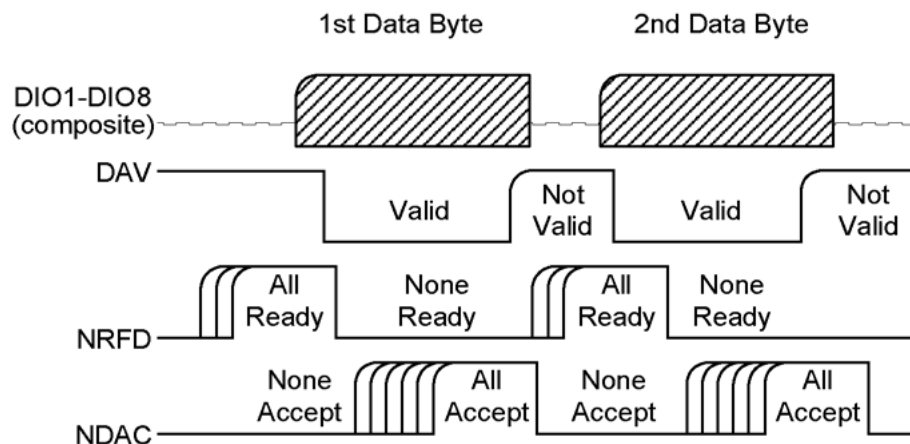 1st Data Byte
2nd Data Byte
DIO1-DIO8
(composite)
DAV
Valid
Not
Valid
Valid
Not
Valid
All
Ready
None
Ready
All
Ready
None
Ready
NRFD
None
Accept
All
Accept
None
Accept
All
Accept
NDAC